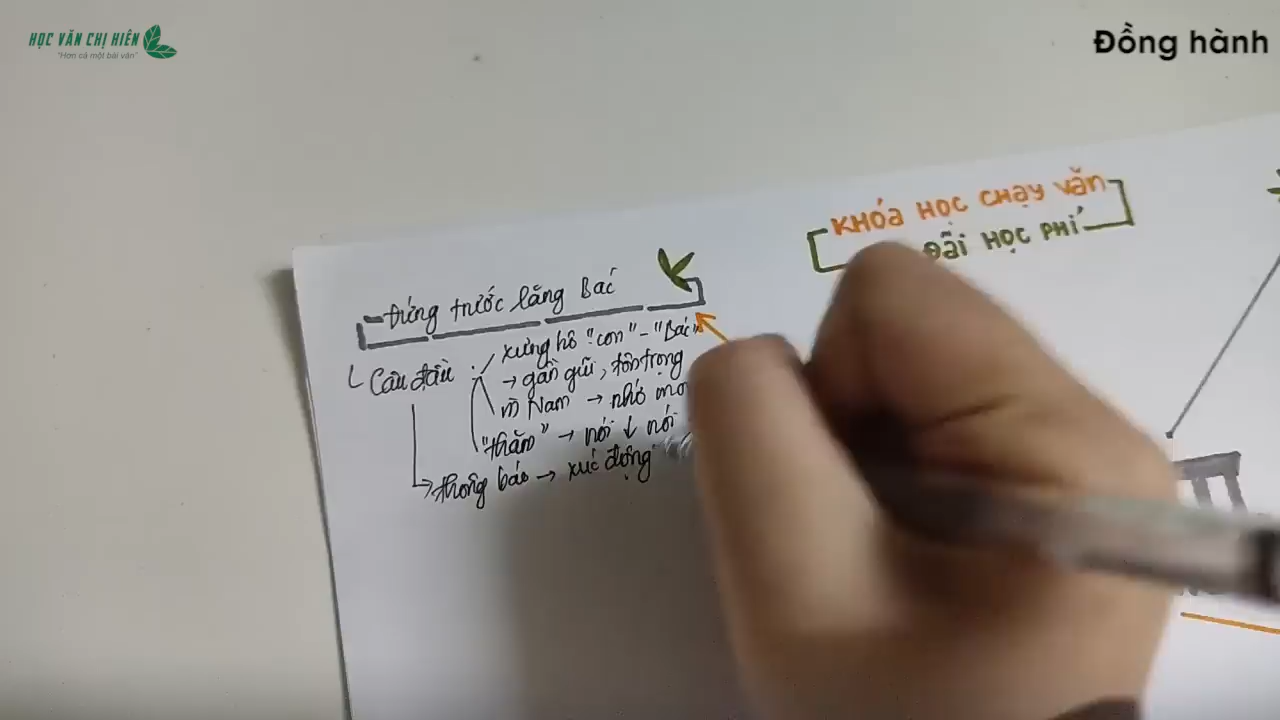 HỌC VĂN CHỊ HIÊN
"Hơn cả một bài văn"
Đồng hành
KHÓA HỌC CHẠY VĂN
ĐÃI HỌC PHÍ
Đứng trước lăng Bác
Câu đầu
xưng hô "con" - "Bác"
→ gần gũi, tôn trọng
m Nam → nhớ
"thăm" → nói ↓ nói
thông báo → xúc động